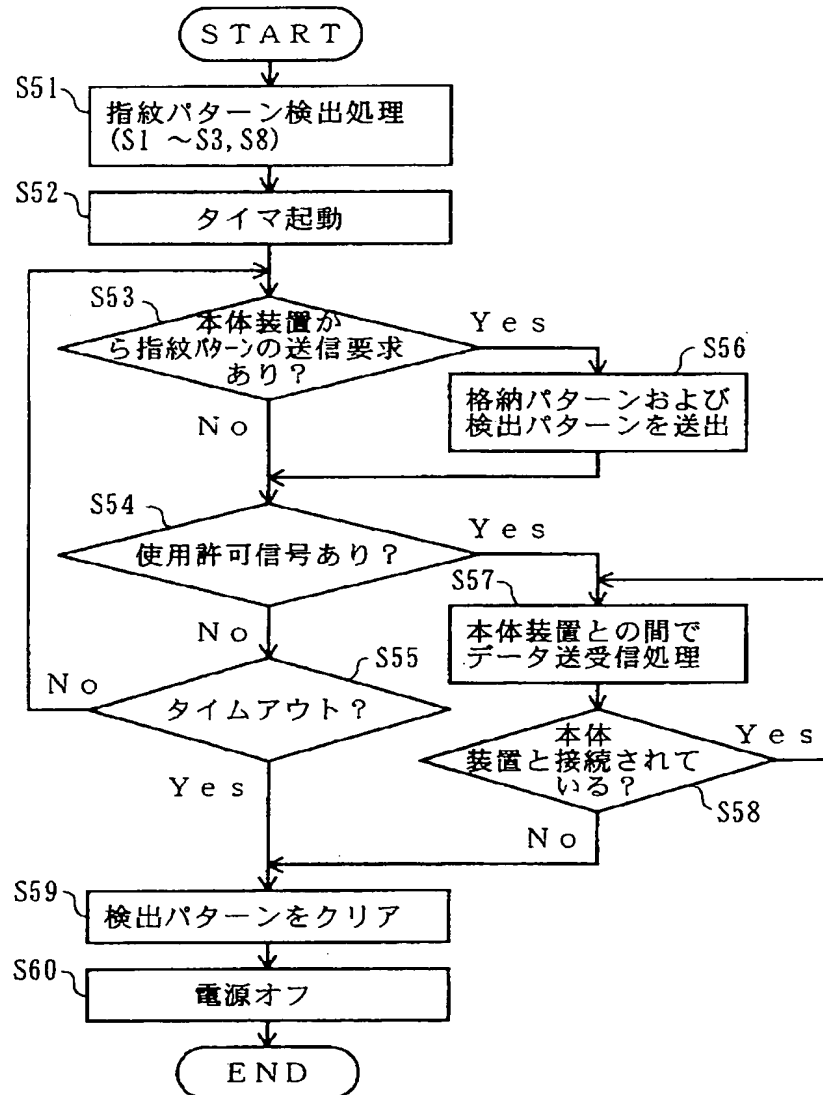 START
S51
指紋パターン検出処理
(S1 ～S3, S8)
S52
タイマ起動
S53
本体装置か
ら指紋ﾊﾟﾀｰﾝの送信要求
あり？
Yes
No
S56
格納パターンおよび
検出パターンを送出
S54
使用許可信号あり？
Yes
No
S57
本体装置との間で
データ送受信処理
S55
タイムアウト？
No
Yes
本体
装置と接続されて
いる？
Yes
S58
No
S59
検出パターンをクリア
S60
電源オフ
END